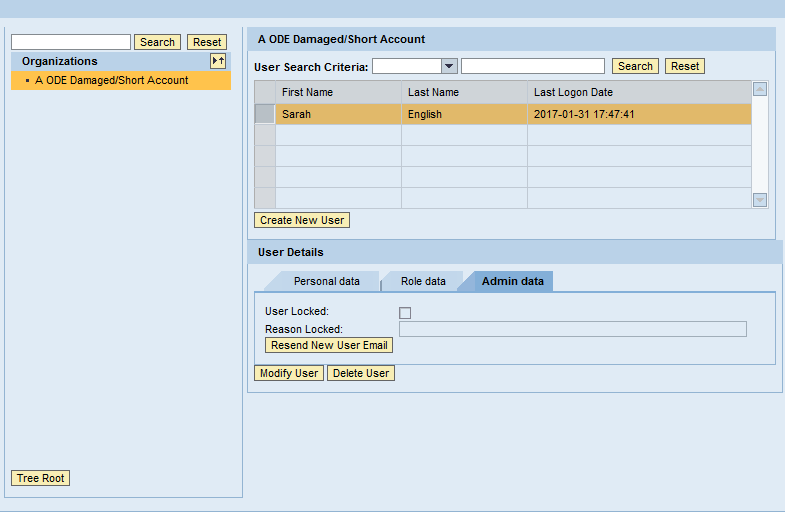 Search Reset
Organizations
A ODE Damaged/Short Account
Tree Root
A ODE Damaged/Short Account
User Search Criteria: Search Reset
First Name Last Name Last Logon Date
Sarah English 2017-01-31 17:47:41
Create New User
User Details
Personal data Role data Admin data
User Locked:
Reason Locked:
Resend New User Email
Modify User Delete User